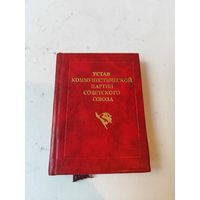 УСТАВ
КОММУНИСТИЧЕСКОЙ
ПАРТИИ
СОВЕТСКОГО
СОЮЗА